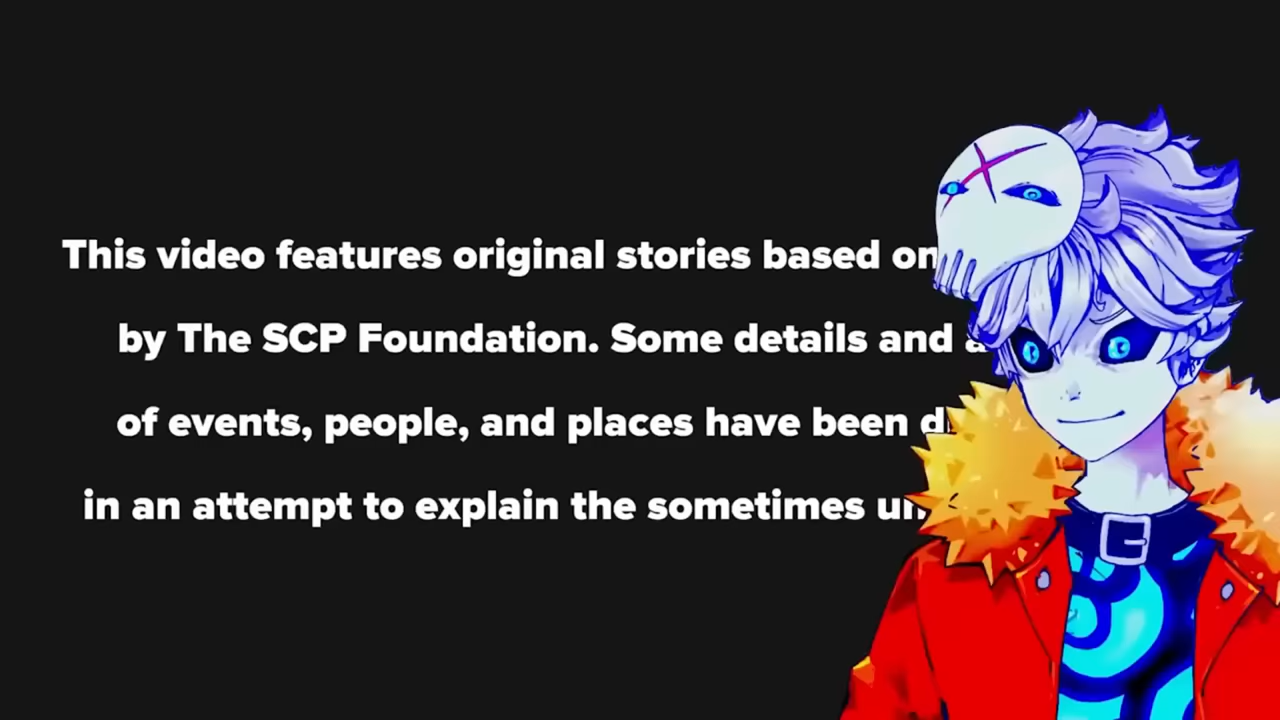 This video features original stories based on
by The SCP Foundation. Some details and
of events, people, and places have been
in an attempt to explain the sometimes